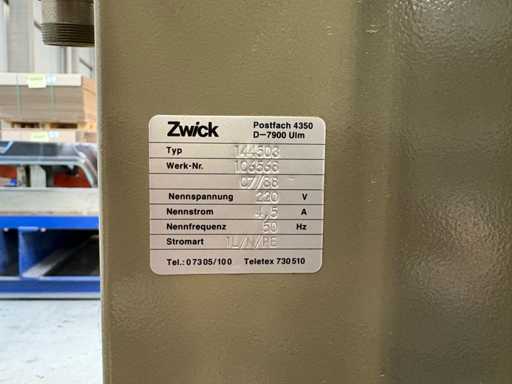 Zwick
Postfach 4350
D–7900 Ulm
Typ 144503
Werk-Nr. 103533
07/88
Nennspannung 220 V
Nennstrom 4,5 A
Nennfrequenz 50 Hz
Stromart 1L/N/PE
Tel.: 07305/100 Teletex 730510